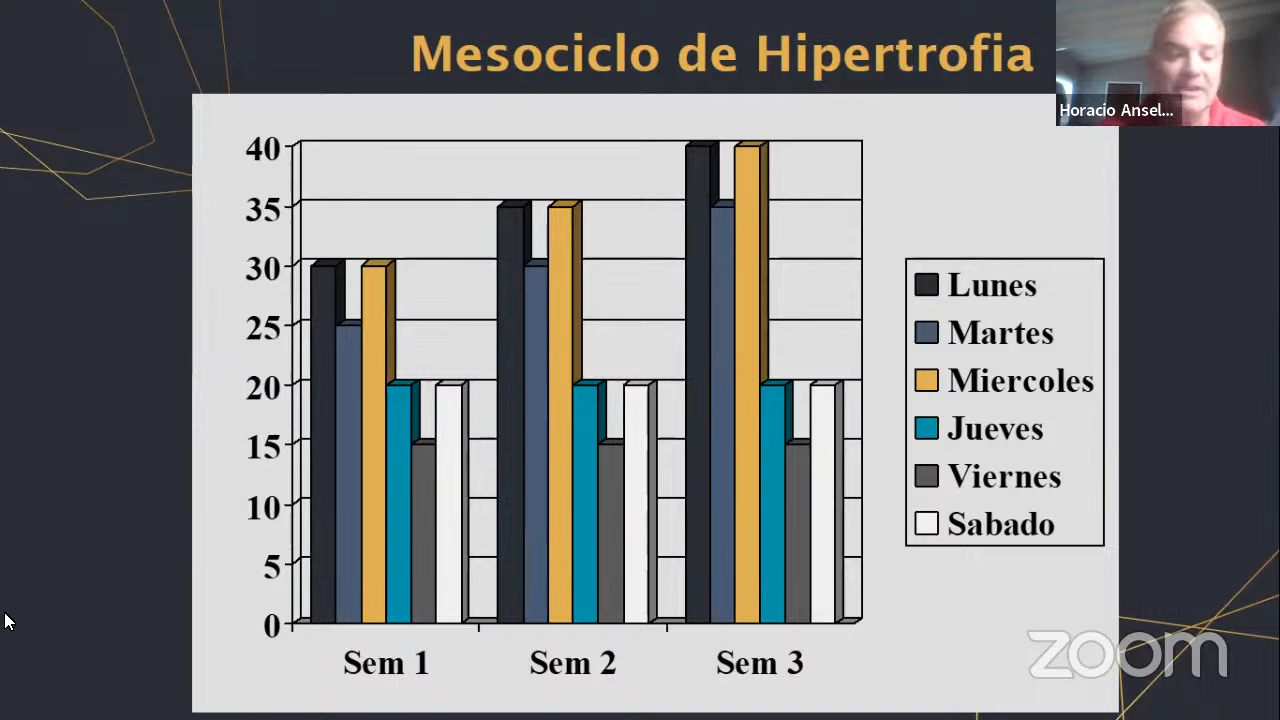 Mesociclo de Hipertrofia
Horacio Ansel...
40
35
30
25
20
15
10
5
0
Sem 1
Sem 2
Sem 3
Lunes
Martes
Miercoles
Jueves
Viernes
Sabado
zoom